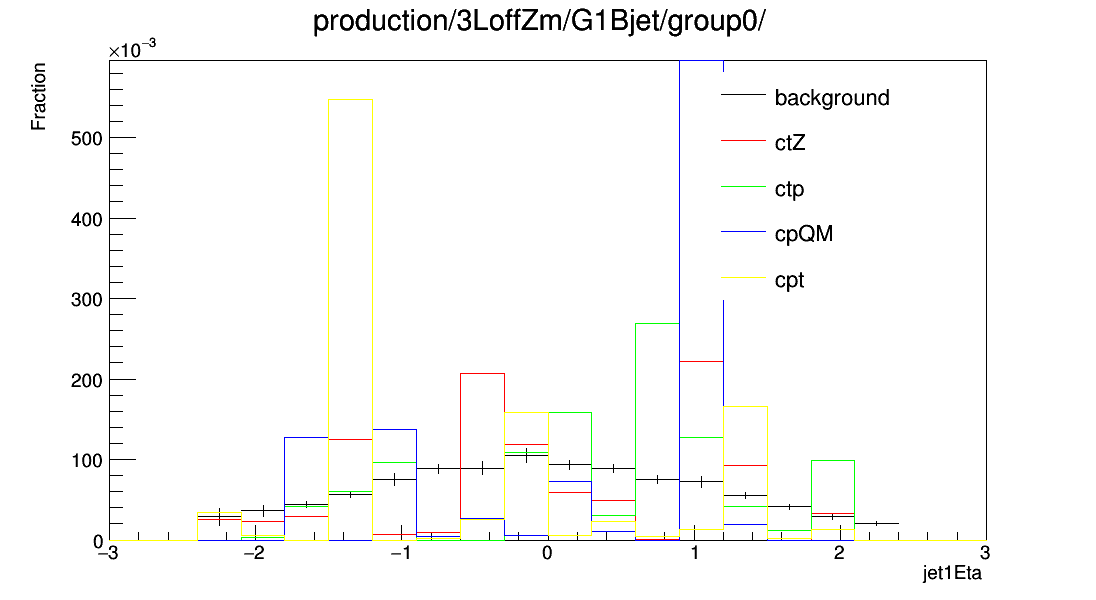 production/3LoffZm/G1Bjet/group0/
×10⁻³
Fraction
500
400
300
200
100
0
background
ctZ
ctp
cpQM
cpt
−3 −2 −1 0 1 2 3
jet1Eta